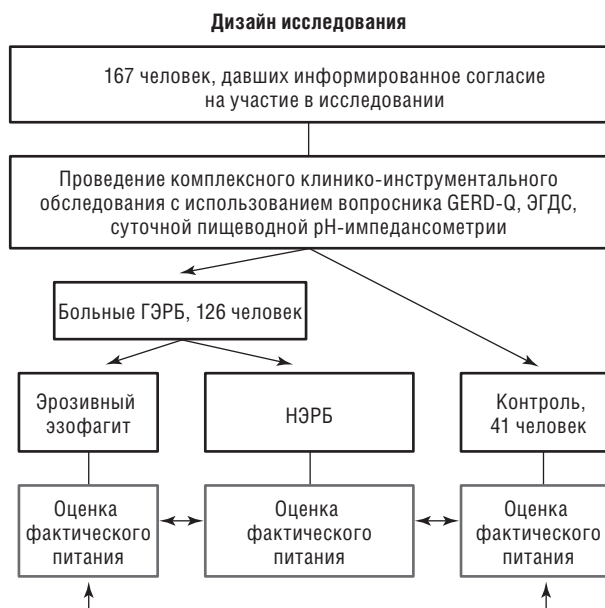 Дизайн исследования
167 человек, давших информированное согласие
на участие в исследовании
Проведение комплексного клинико-инструментального
обследования с использованием вопросника GERD-Q, ЭГДС,
суточной пищеводной рН-импедансометрии
Больные ГЭРБ, 126 человек
Эрозивный
эзофагит
НЭРБ
Контроль,
41 человек
Оценка
фактического
питания
Оценка
фактического
питания
Оценка
фактического
питания